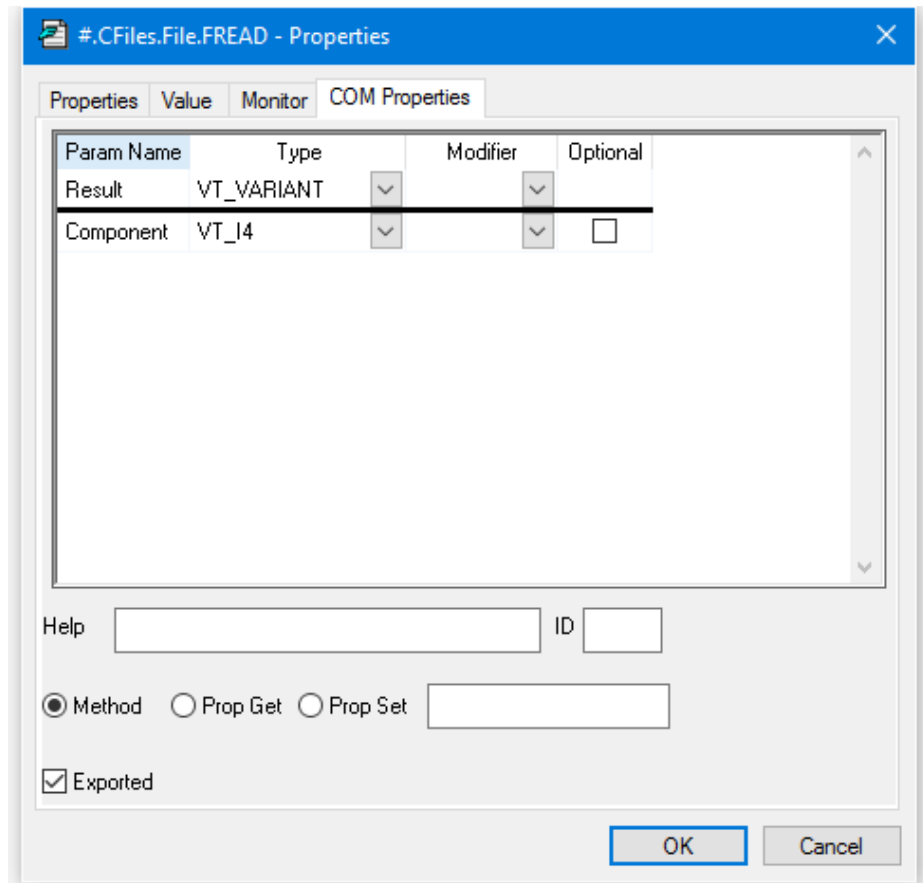 #.CFiles.File.FREAD - Properties
Properties Value Monitor COM Properties
Param Name Type Modifier Optional
Result VT_VARIANT
Component VT_I4
Help ID
Method Prop Get Prop Set
Exported
OK Cancel